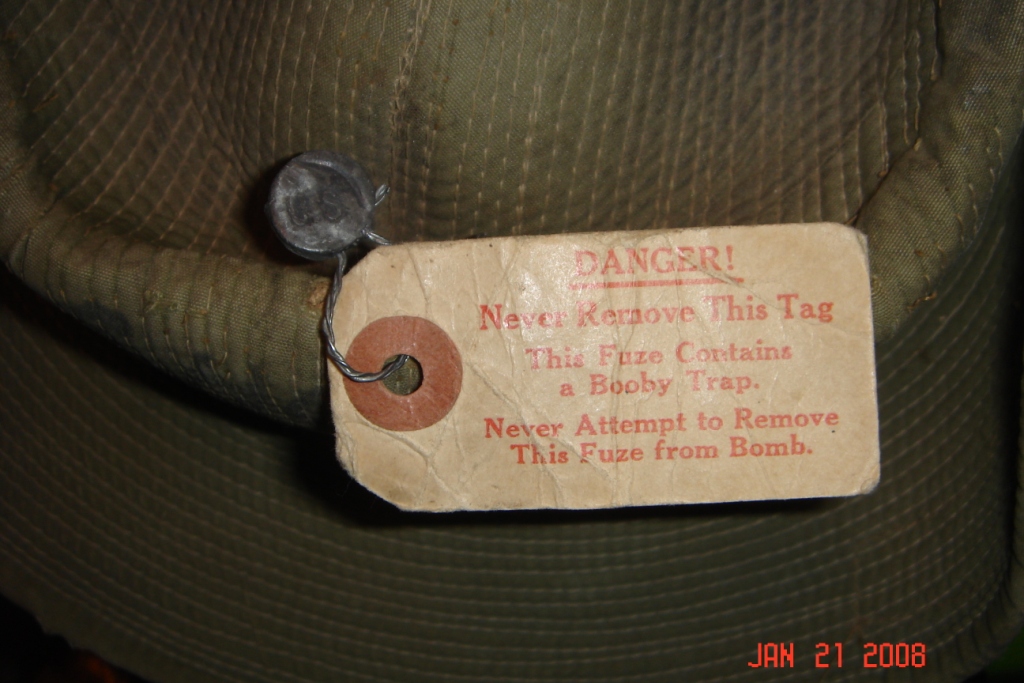 DANGER!
Never Remove This Tag
This Fuze Contains
a Booby Trap.
Never Attempt to Remove
This Fuze from Bomb.
JAN 21 2008